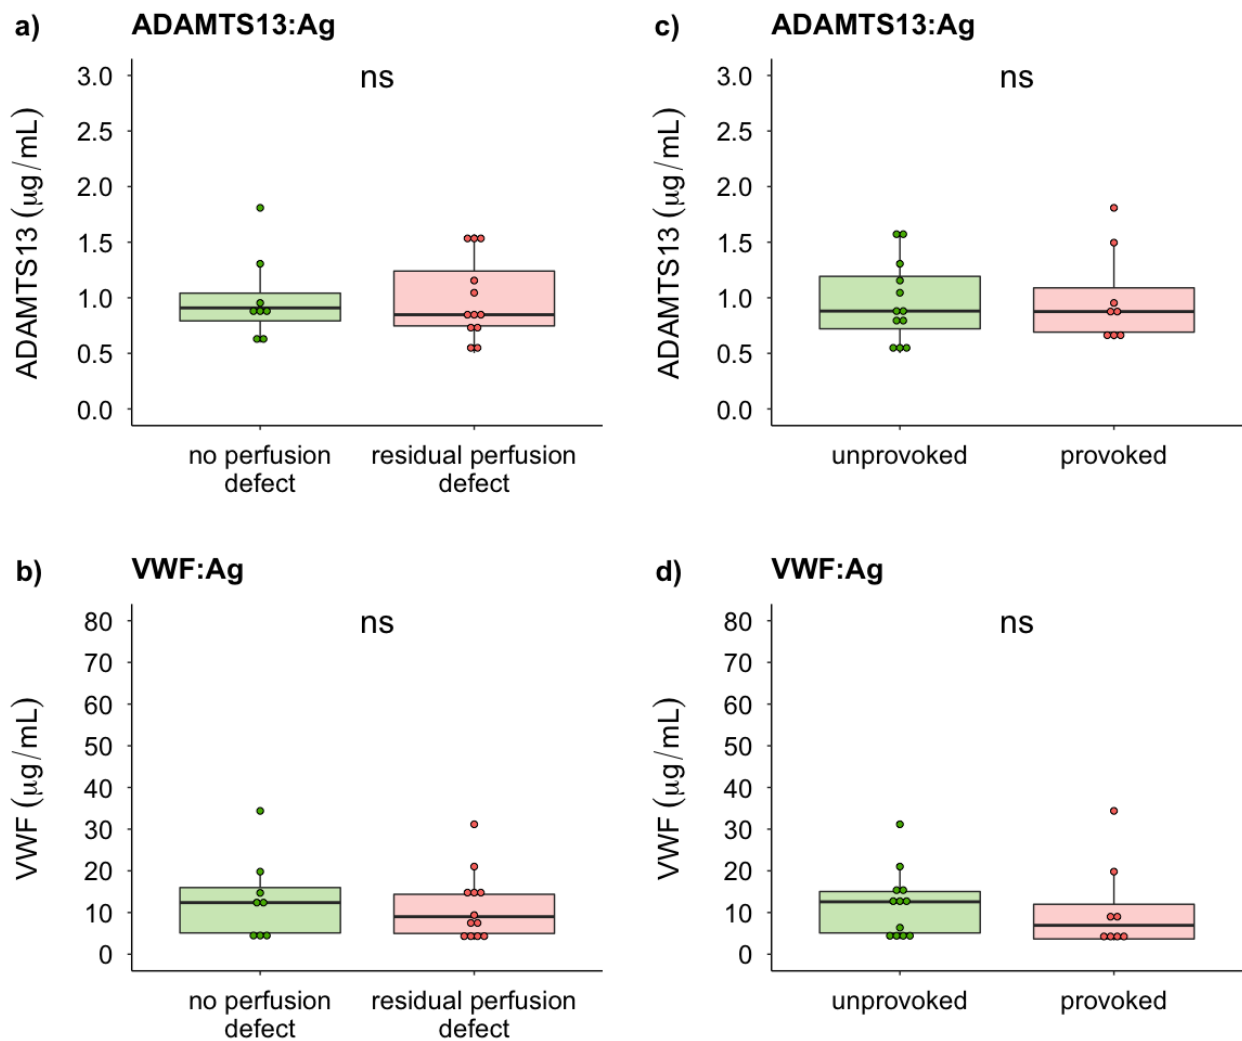 a)
ADAMTS13:Ag
ns
ADAMTS13 (µg/mL)
3.0
2.5
2.0
1.5
1.0
0.5
0.0
no perfusion
defect
residual perfusion
defect
c)
ADAMTS13:Ag
ns
ADAMTS13 (µg/mL)
3.0
2.5
2.0
1.5
1.0
0.5
0.0
unprovoked
provoked
b)
VWF:Ag
ns
VWF (µg/mL)
80
70
60
50
40
30
20
10
0
no perfusion
defect
residual perfusion
defect
d)
VWF:Ag
ns
VWF (µg/mL)
80
70
60
50
40
30
20
10
0
unprovoked
provoked